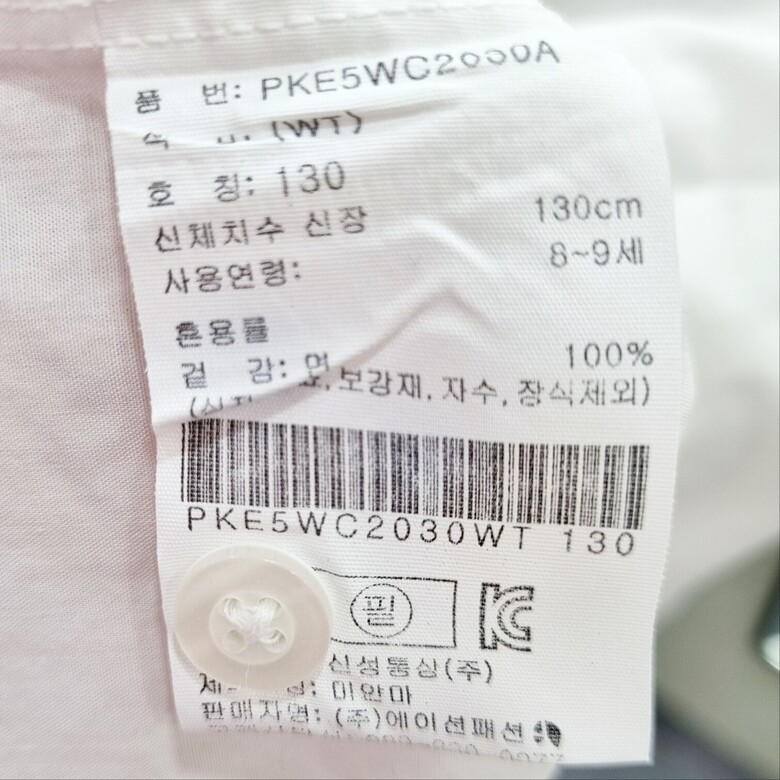 품 번: PKE5WC2030A
(WT)
호 칭: 130
신체치수 신장 130cm
사용연령: 8~9세
혼용률
겉 감: 면 100%
보강재, 자수, 장식제외)
PKE5WC2030WT 130
필 KC
신성통상(주)
미얀마
판매자명: (주)에이션패션